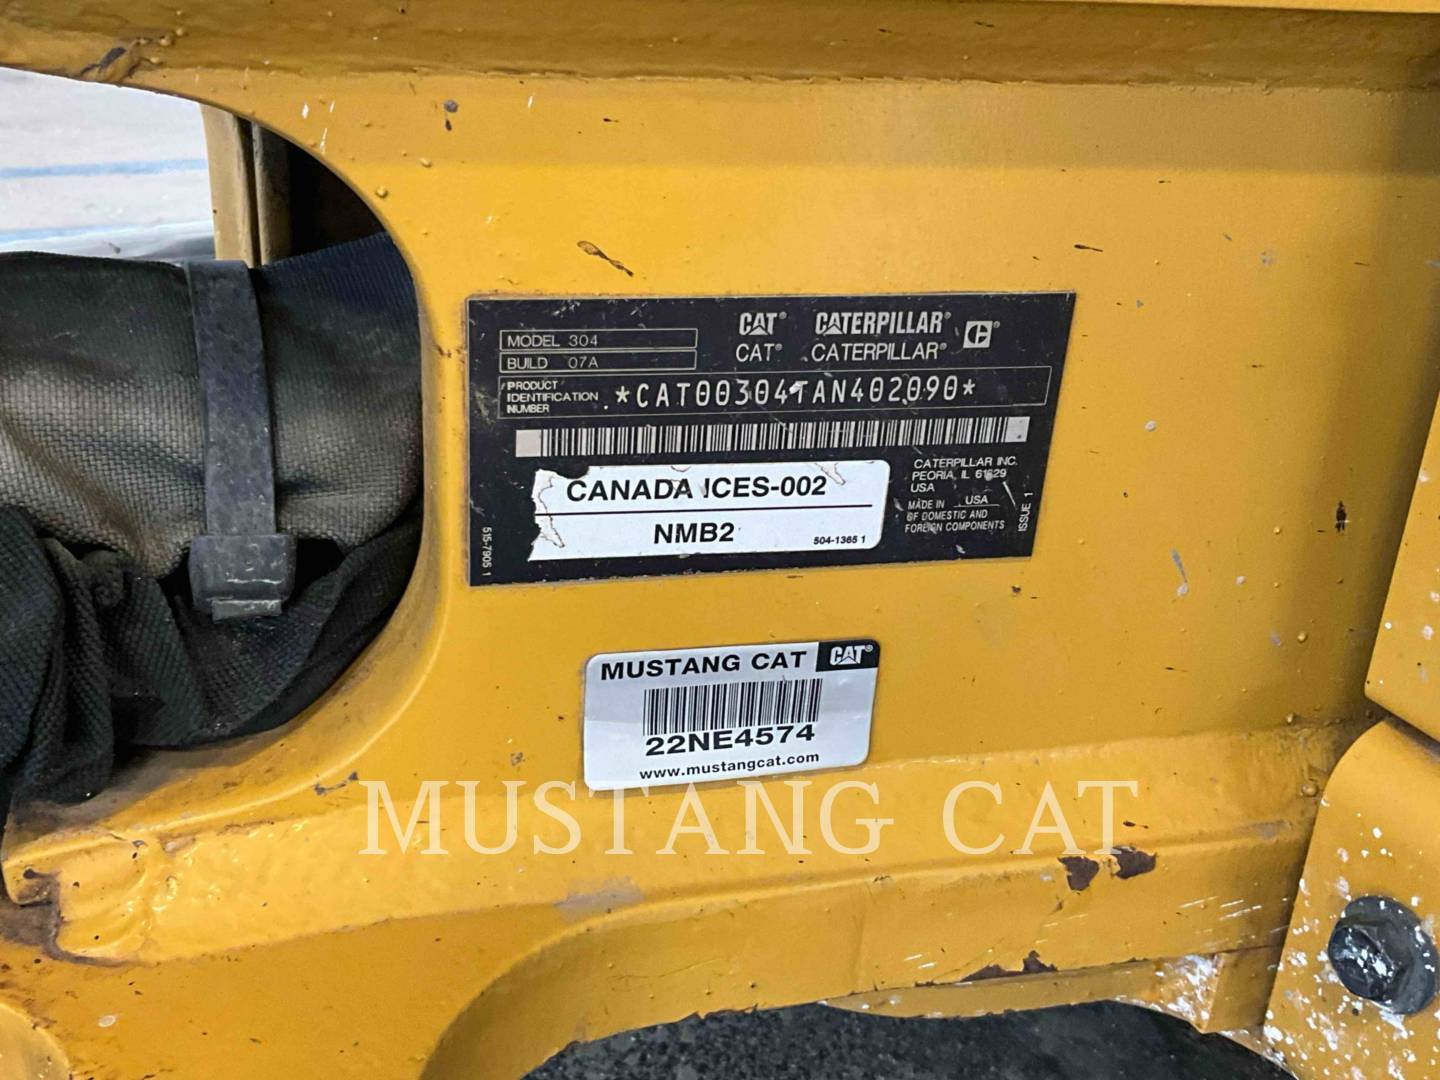 CAT® CATERPILLAR®
CAT® CATERPILLAR® C®
MODEL 304
BUILD 07A
PRODUCT
IDENTIFICATION
NUMBER
*CAT00304TAN402090*
CANADA ICES-002
NMB2
504-1365 1
CATERPILLAR INC.
PEORIA, IL 61629
USA
MADE IN USA
OF DOMESTIC AND
FOREIGN COMPONENTS
ISSUE 1
515-7905 1
MUSTANG CAT CAT®
22NE4574
www.mustangcat.com
MUSTANG CAT